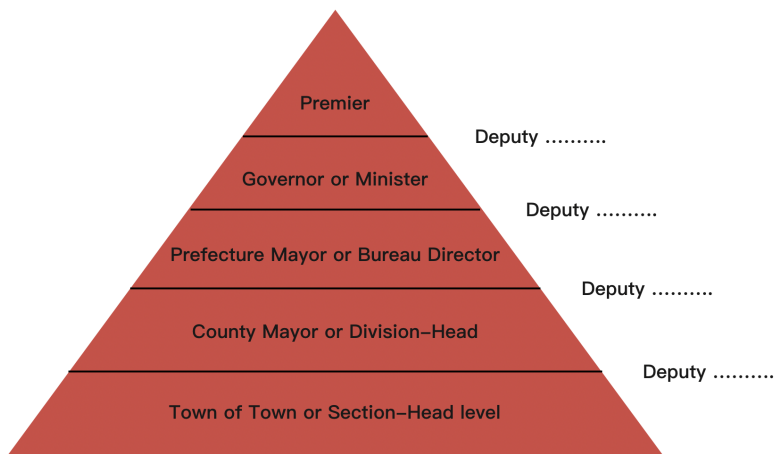 Premier
Deputy ..........
Governor or Minister
Deputy ..........
Prefecture Mayor or Bureau Director
Deputy ..........
County Mayor or Division–Head
Deputy ..........
Town of Town or Section–Head level